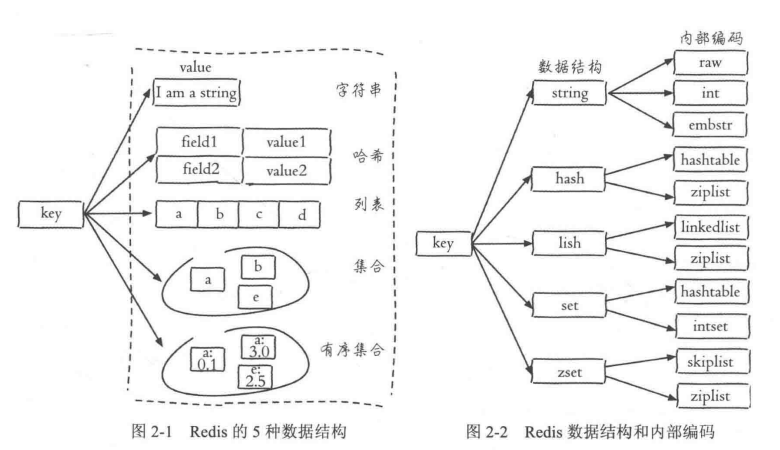 value
I am a string
字符串
field1 value1
field2 value2
哈希
key
a b c d
列表
a
b
e
集合
a:
0.1
a:
3.0
e:
2.5
有序集合
图 2-1 Redis 的 5 种数据结构
数据结构
内部编码
key
string
raw
int
embstr
hash
hashtable
ziplist
lish
linkedlist
ziplist
set
hashtable
intset
zset
skiplist
ziplist
图 2-2 Redis 数据结构和内部编码